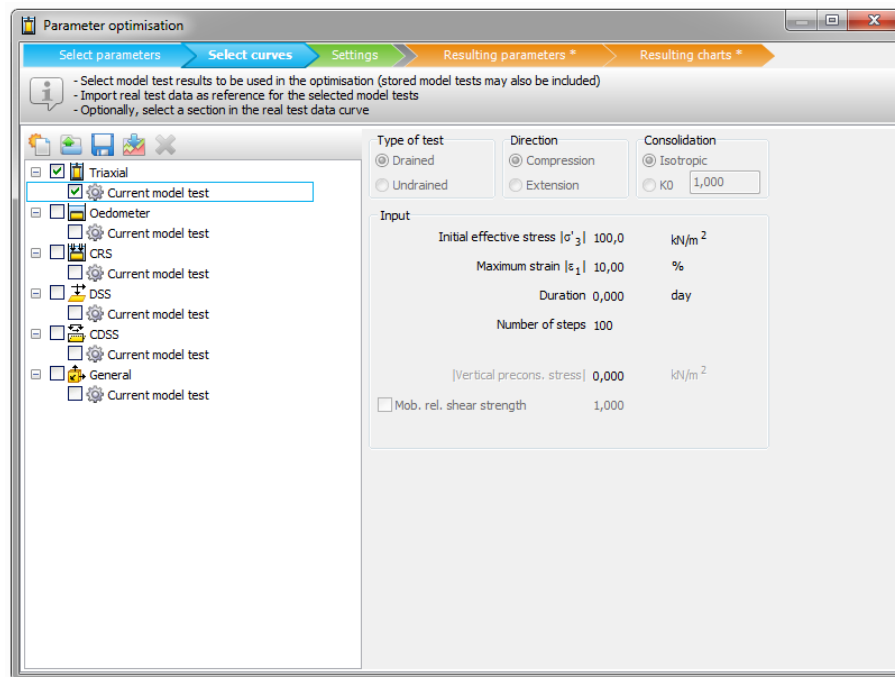 Parameter optimisation
Select parameters Select curves Settings Resulting parameters * Resulting charts *
- Select model test results to be used in the optimisation (stored model tests may also be included)
- Import real test data as reference for the selected model tests
- Optionally, select a section in the real test data curve
Triaxial
Current model test
Oedometer
Current model test
CRS
Current model test
DSS
Current model test
CDSS
Current model test
General
Current model test
Type of test
Drained
Undrained
Direction
Compression
Extension
Consolidation
Isotropic
K0 1,000
Input
Initial effective stress |σ'₃| 100,0 kN/m²
Maximum strain |ε₁| 10,00 %
Duration 0,000 day
Number of steps 100
|Vertical precons. stress| 0,000 kN/m²
Mob. rel. shear strength 1,000